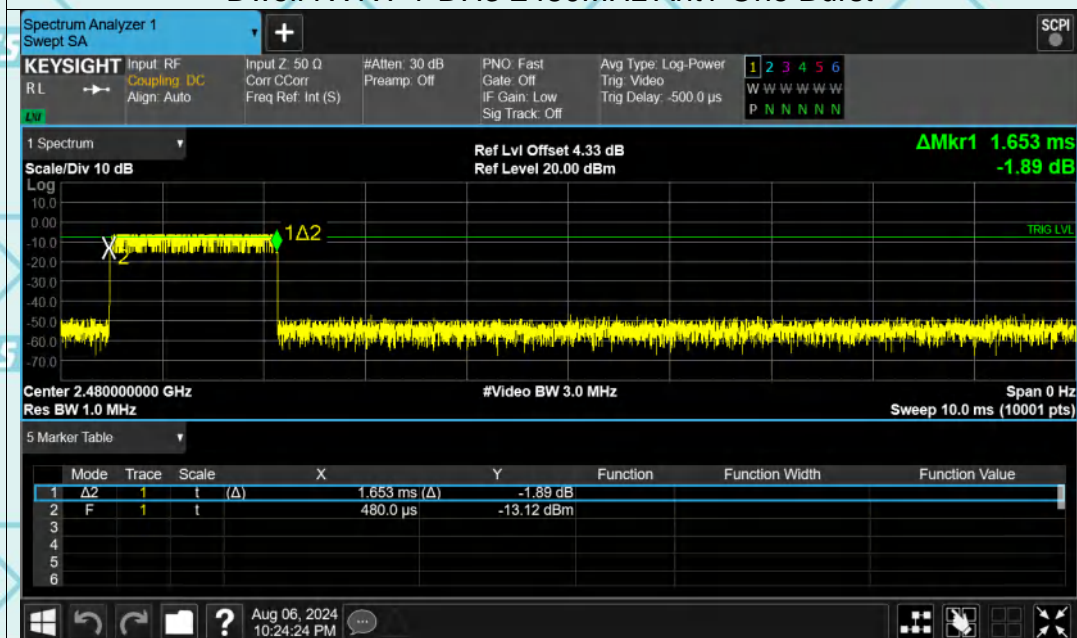 Spectrum Analyzer 1
Swept SA
+
SCPI
KEYSIGHT Input: RF Input Z: 50 Ω #Atten: 30 dB PNO: Fast Avg Type: Log-Power 1 2 3 4 5 6
RL Coupling: DC Corr CCorr Preamp: Off Gate: Off Trig: Video W W W W W W
Align: Auto Freq Ref: Int (S) IF Gain: Low Trig Delay: -500.0 µs P N N N N N
LXI Sig Track: Off
1 Spectrum Ref Lvl Offset 4.33 dB ΔMkr1 1.653 ms
Scale/Div 10 dB Ref Level 20.00 dBm -1.89 dB
Log
10.0
0.00
1Δ2
TRIG LVL
-10.0
2
-20.0
-30.0
-40.0
-50.0
-60.0
-70.0
Center 2.480000000 GHz #Video BW 3.0 MHz Span 0 Hz
Res BW 1.0 MHz Sweep 10.0 ms (10001 pts)
5 Marker Table
Mode Trace Scale X Y Function Function Width Function Value
1 Δ2 1 t (Δ) 1.653 ms (Δ) -1.89 dB
2 F 1 t 480.0 µs -13.12 dBm
3
4
5
6
? Aug 06, 2024
10:24:24 PM